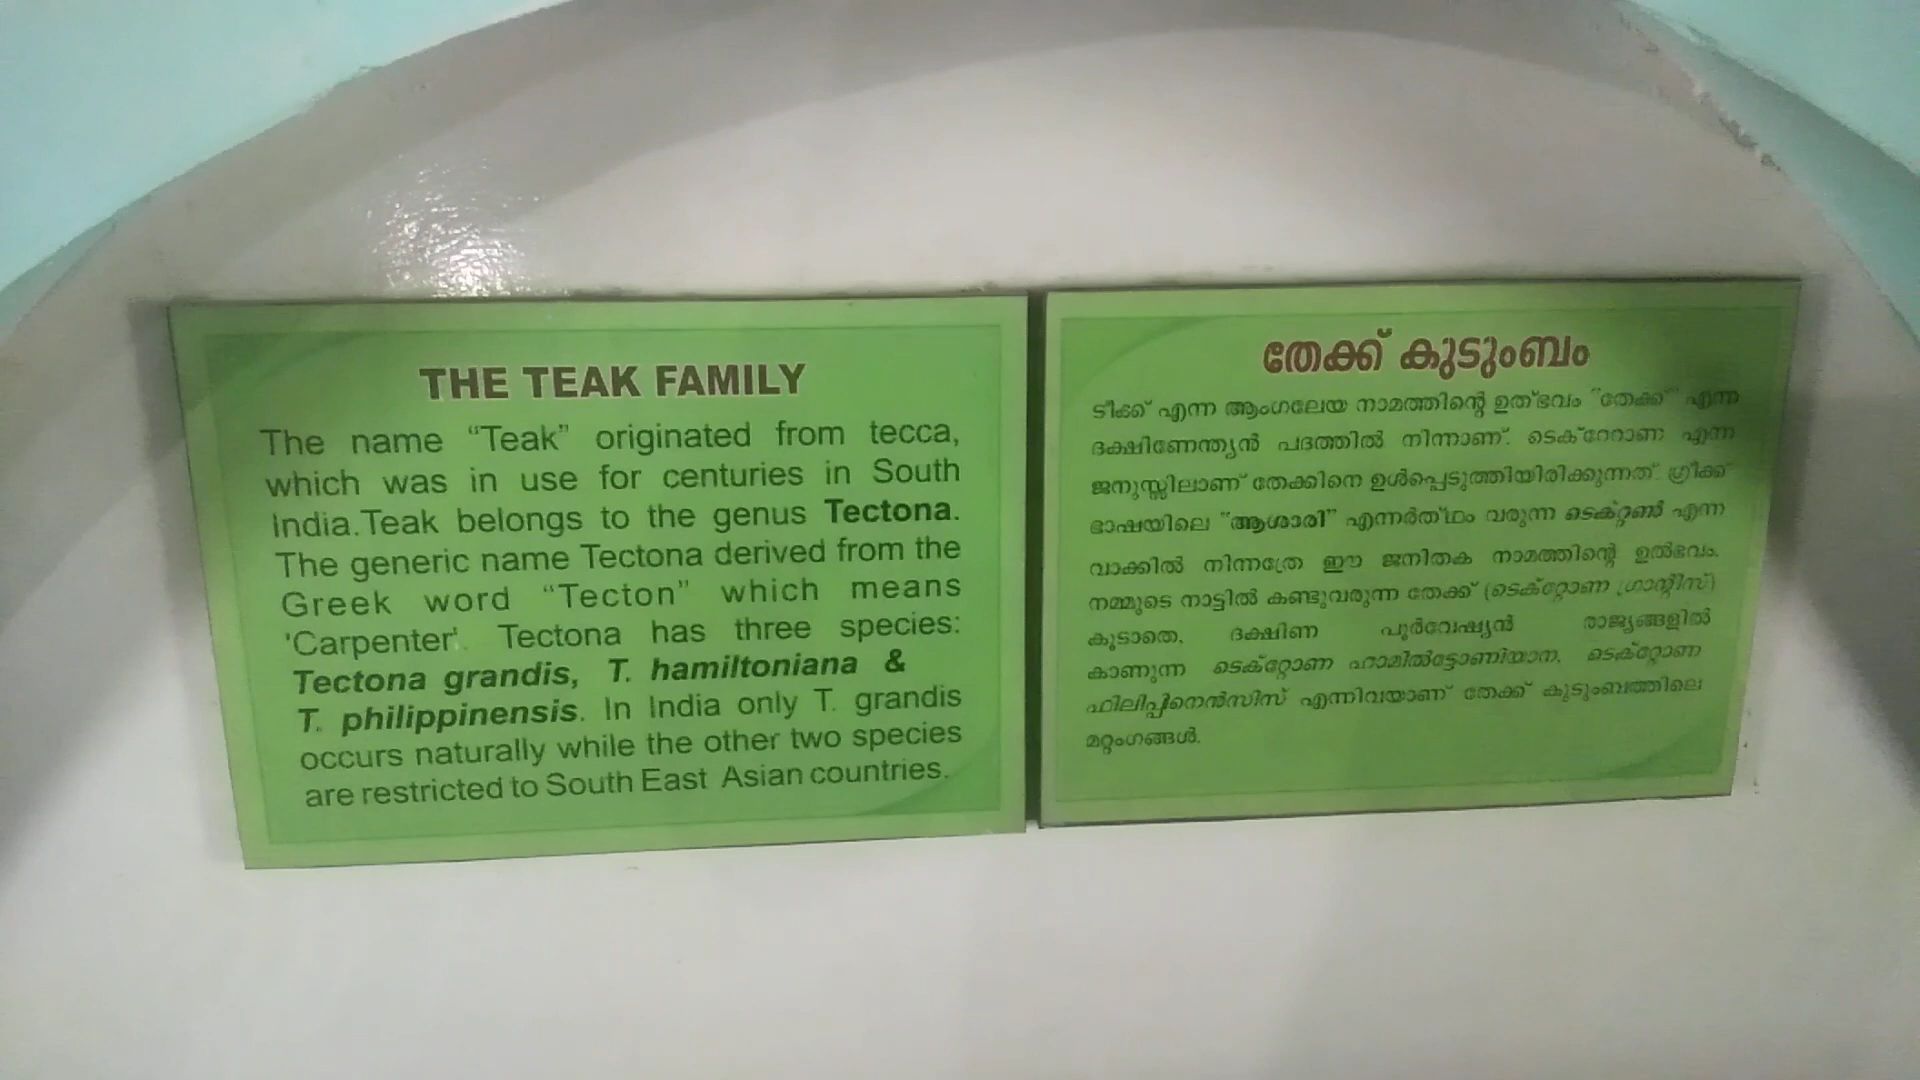 THE TEAK FAMILY
The name “Teak” originated from tecca,
which was in use for centuries in South
India.Teak belongs to the genus Tectona.
The generic name Tectona derived from the
Greek word “Tecton” which means
'Carpenter'. Tectona has three species:
Tectona grandis, T. hamiltoniana &
T. philippinensis. In India only T. grandis
occurs naturally while the other two species
are restricted to South East Asian countries.
തേക്ക് കുടുംബം
ടീക്ക് എന്ന ആംഗലേയ നാമത്തിന്റെ ഉത്ഭവം “തേക്ക്” എന്ന
ദക്ഷിണേന്ത്യൻ പദത്തിൽ നിന്നാണ്. ടെക്റ്റോണ എന്ന
ജനുസ്സിലാണ് തേക്കിനെ ഉൾപ്പെടുത്തിയിരിക്കുന്നത്. ഗ്രീക്ക്
ഭാഷയിലെ “ആശാരി” എന്നർത്ഥം വരുന്ന ടെക്റ്റൺ എന്ന
വാക്കിൽ നിന്നത്രേ ഈ ജനിതക നാമത്തിന്റെ ഉൽഭവം.
നമ്മുടെ നാട്ടിൽ കണ്ടുവരുന്ന തേക്ക് (ടെക്റ്റോണ ഗ്രാന്റിസ്)
കൂടാതെ, ദക്ഷിണ പൂർവേഷ്യൻ രാജ്യങ്ങളിൽ
കാണുന്ന ടെക്റ്റോണ ഹാമിൽട്ടോണിയാന, ടെക്റ്റോണ
ഫിലിപ്പിനെൻസിസ് എന്നിവയാണ് തേക്ക് കുടുംബത്തിലെ
മറ്റംഗങ്ങൾ.